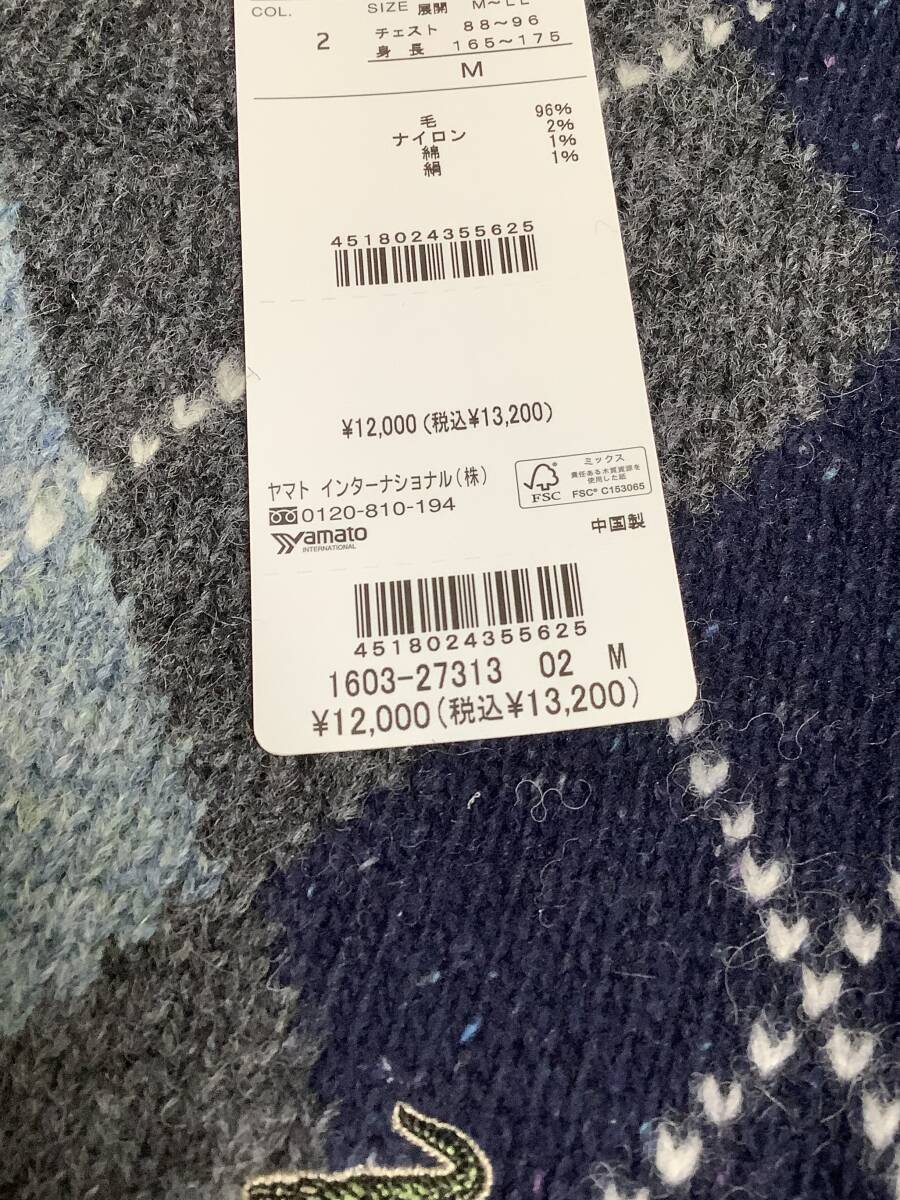 COL.
2
SIZE 展開 M～LL
チェスト 88～96
身長 165～175
M
毛 96%
ナイロン 2%
綿 1%
絹 1%
4518024355625
¥12,000(税込¥13,200)
ヤマト インターナショナル(株)
0120-810-194
Yamato
INTERNATIONAL
FSC
ミックス
責任ある木質資源を
使用した紙
FSC® C153065
中国製
4518024355625
1603-27313 02 M
¥12,000(税込¥13,200)